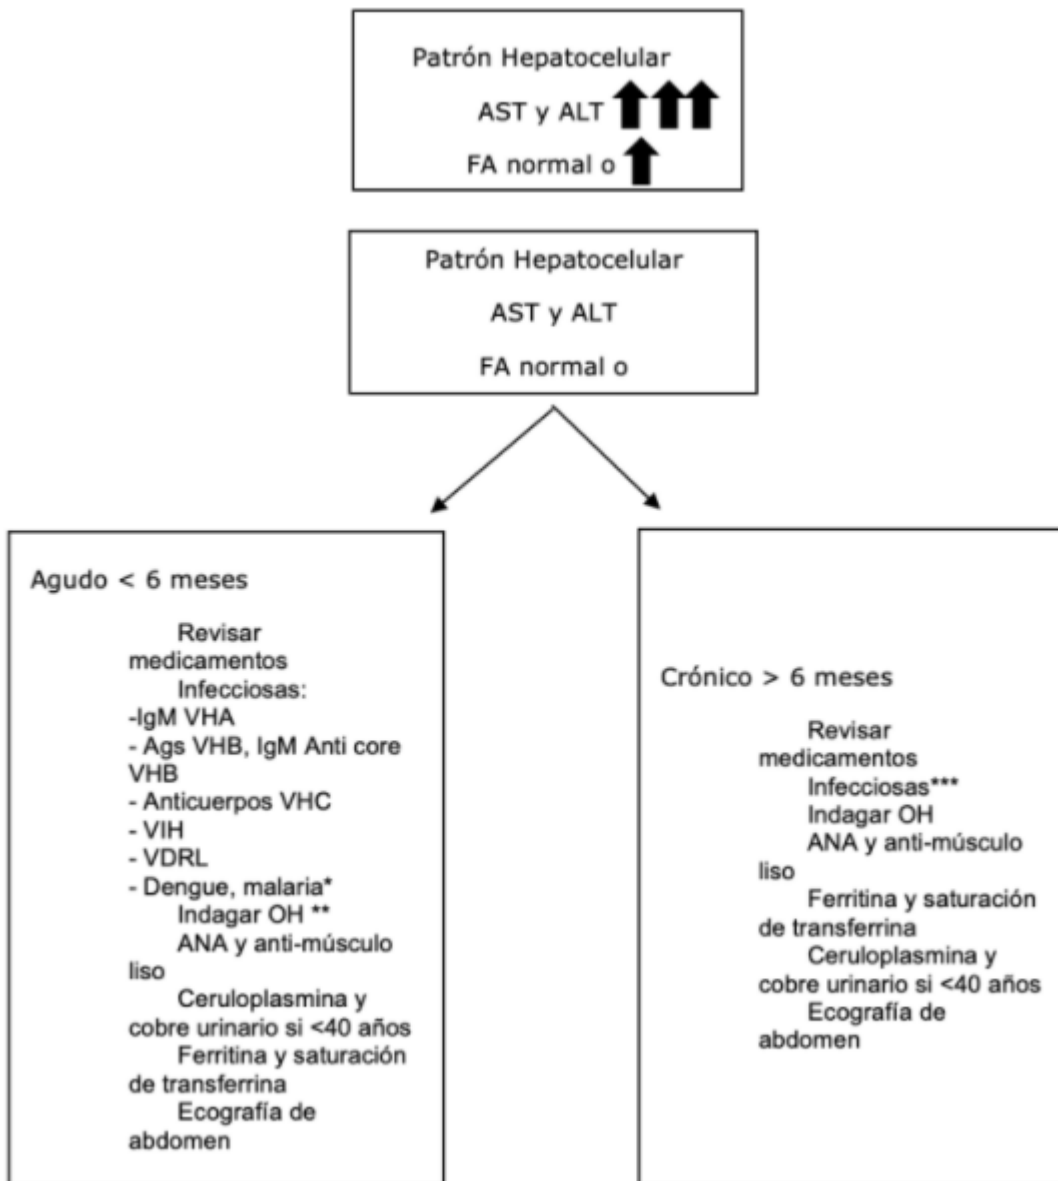 Patrón Hepatocelular
AST y ALT
FA normal o
Patrón Hepatocelular
AST y ALT
FA normal o
Agudo < 6 meses
Revisar
medicamentos
Infecciosas:
-IgM VHA
- Ags VHB, IgM Anti core
VHB
- Anticuerpos VHC
- VIH
- VDRL
- Dengue, malaria*
Indagar OH **
ANA y anti-músculo
liso
Ceruloplasmina y
cobre urinario si <40 años
Ferritina y saturación
de transferrina
Ecografía de
abdomen
Crónico > 6 meses
Revisar
medicamentos
Infecciosas***
Indagar OH
ANA y anti-músculo
liso
Ferritina y saturación
de transferrina
Ceruloplasmina y
cobre urinario si <40 años
Ecografía de
abdomen